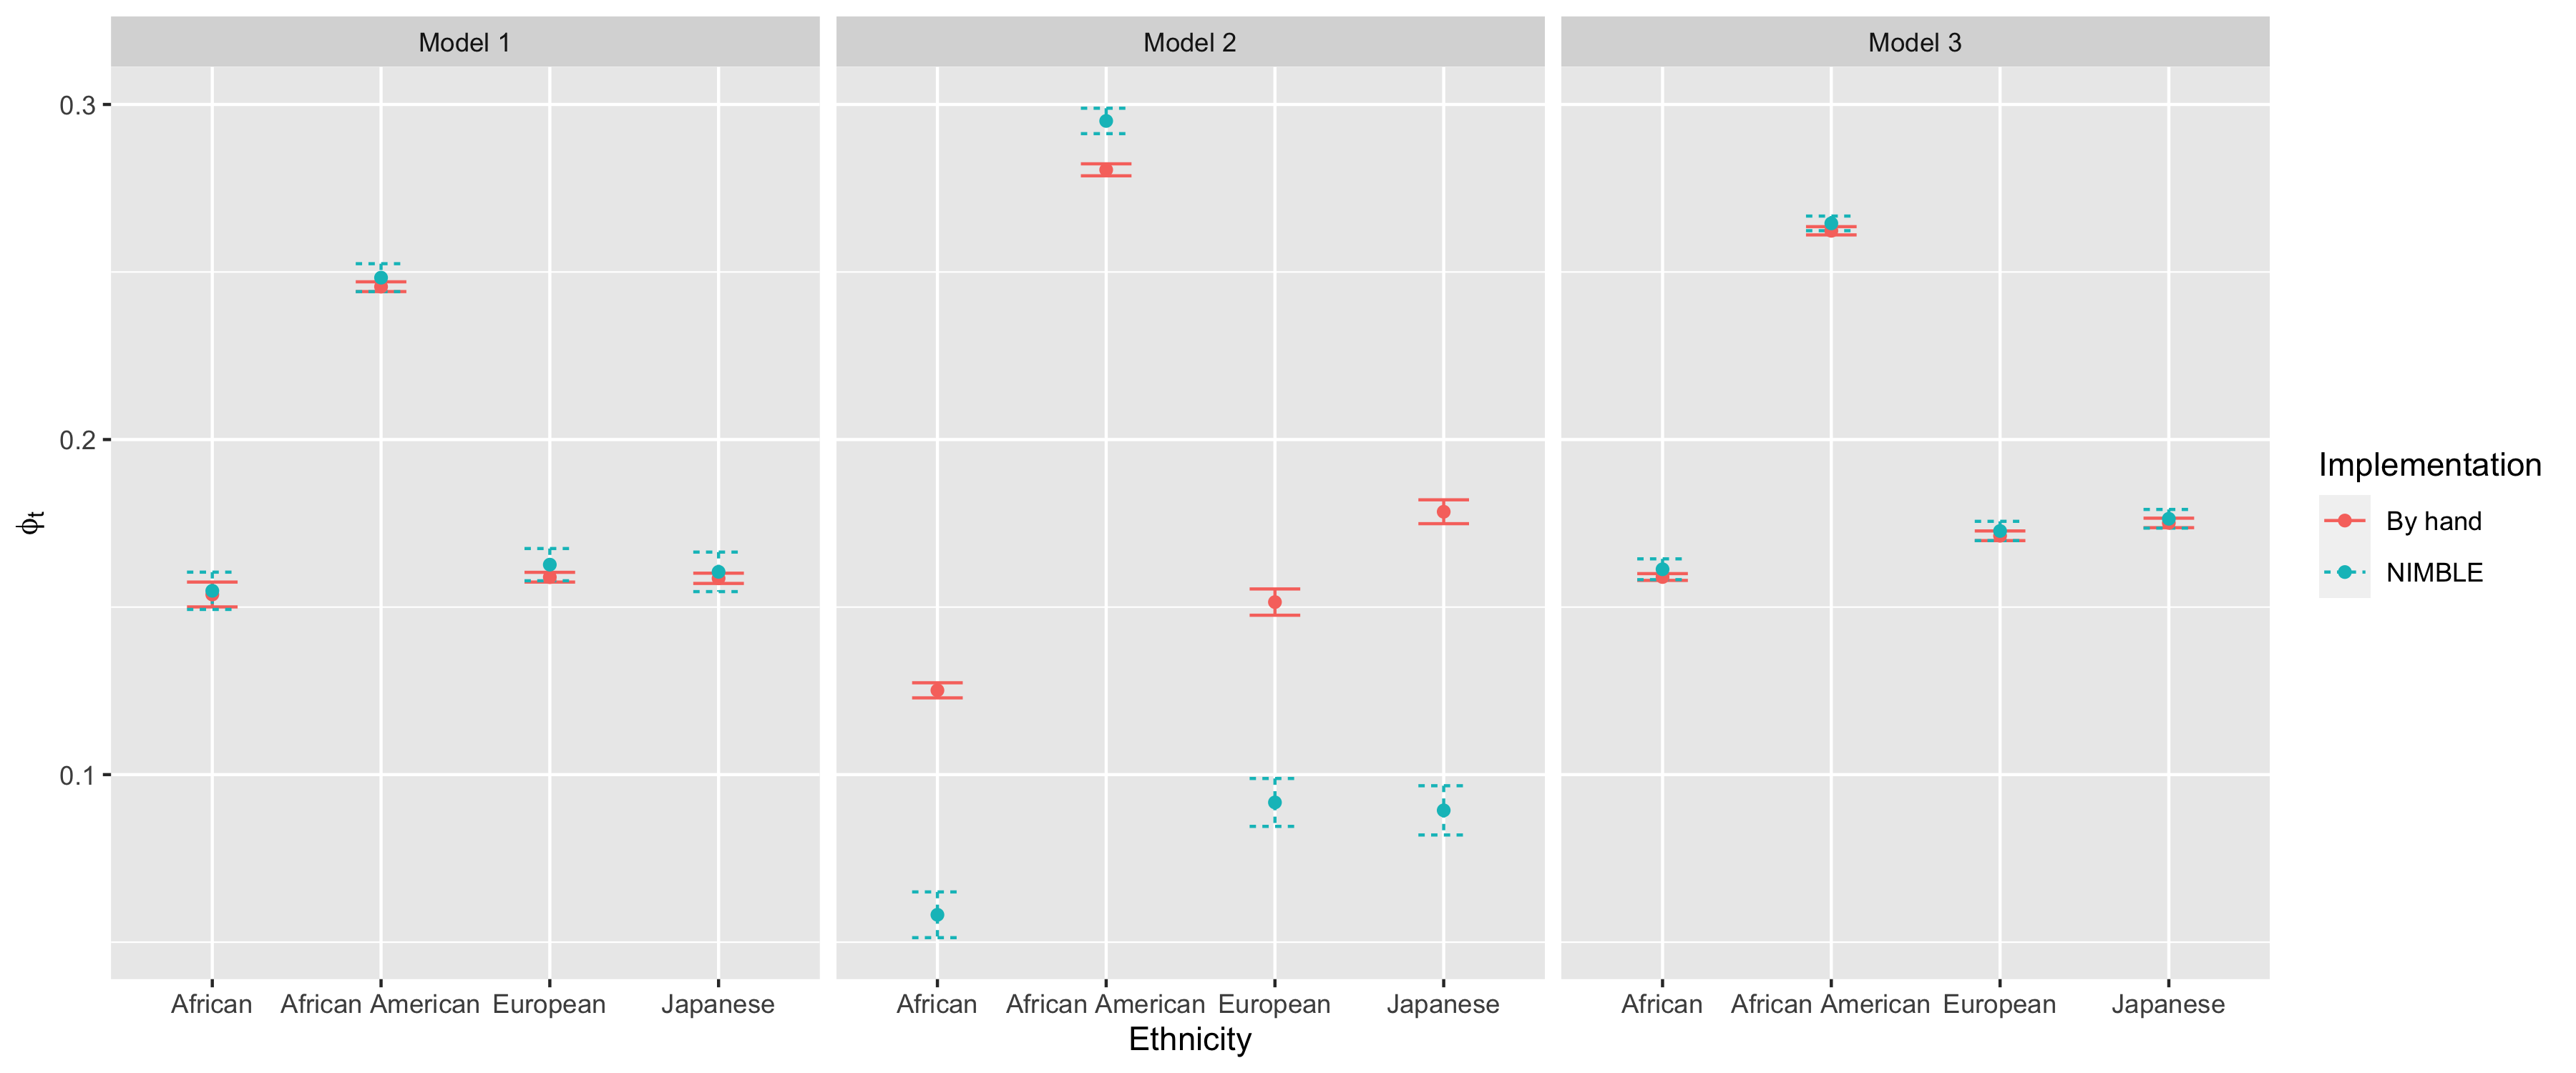 Model 1 Model 2 Model 3
0.3
0.2
0.1
ϕt
African African American European Japanese African African American European Japanese African African American European Japanese
Ethnicity
Implementation
By hand
NIMBLE